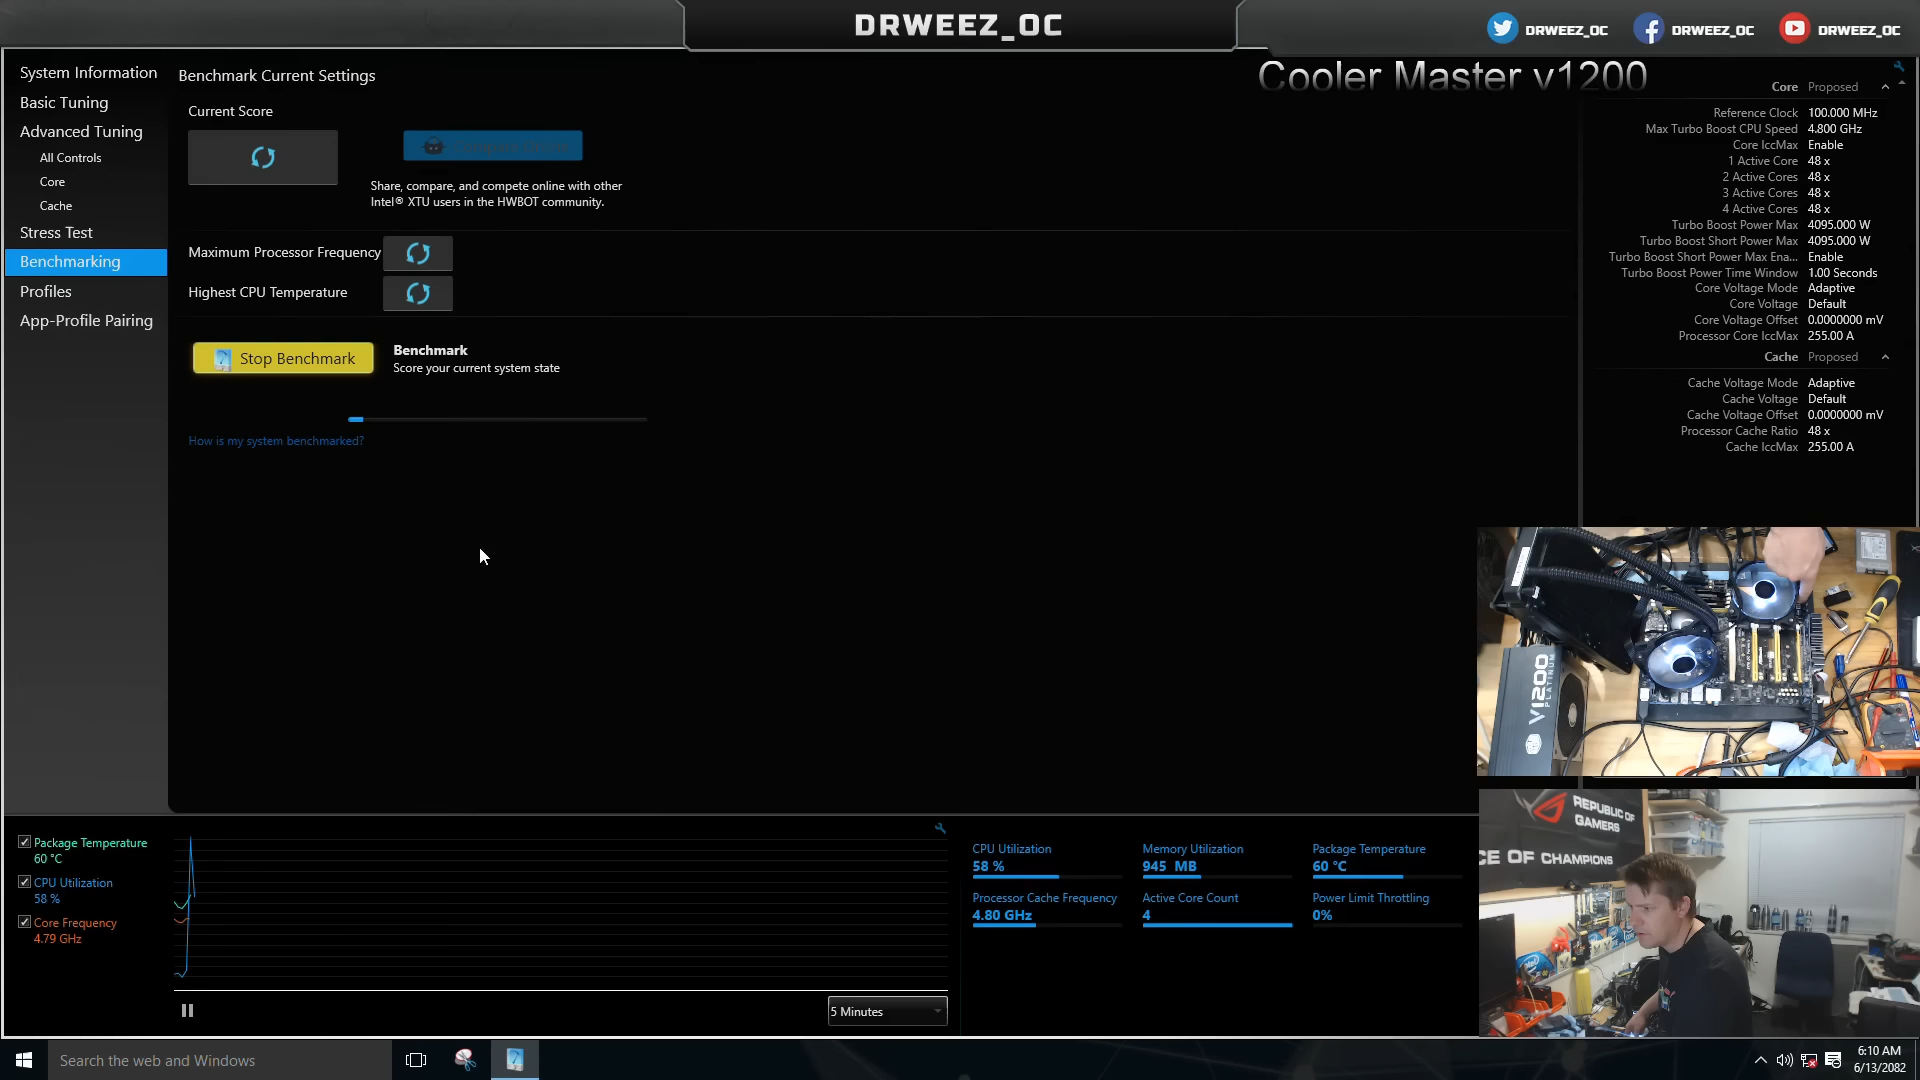 DRWEEZ_OC
DRWEEZ_OC
DRWEEZ_OC
DRWEEZ_OC
System Information
Basic Tuning
Advanced Tuning
All Controls
Core
Cache
Stress Test
Benchmarking
Profiles
App-Profile Pairing
Benchmark Current Settings
Current Score
Share, compare, and compete online with other
Intel® XTU users in the HWBOT community.
Maximum Processor Frequency
Highest CPU Temperature
Stop Benchmark
Benchmark
Score your current system state
How is my system benchmarked?
Cooler Master v1200
Core Proposed
Reference Clock 100.000 MHz
Max Turbo Boost CPU Speed 4.800 GHz
Core IccMax Enable
1 Active Core 48 x
2 Active Cores 48 x
3 Active Cores 48 x
4 Active Cores 48 x
Turbo Boost Power Max 4095.000 W
Turbo Boost Short Power Max 4095.000 W
Turbo Boost Short Power Max Ena... Enable
Turbo Boost Power Time Window 1.00 Seconds
Core Voltage Mode Adaptive
Core Voltage Default
Core Voltage Offset 0.0000000 mV
Processor Core IccMax 255.00 A
Cache Proposed
Cache Voltage Mode Adaptive
Cache Voltage Default
Cache Voltage Offset 0.0000000 mV
Processor Cache Ratio 48 x
Cache IccMax 255.00 A
V1200
PLATINUM
REPUBLIC OF
GAMERS
CE OF CHAMPIONS
Package Temperature
60 °C
CPU Utilization
58 %
Core Frequency
4.79 GHz
5 Minutes
CPU Utilization
58 %
Memory Utilization
945 MB
Package Temperature
60 °C
Processor Cache Frequency
4.80 GHz
Active Core Count
4
Power Limit Throttling
0%
Search the web and Windows
6:10 AM
6/13/2082